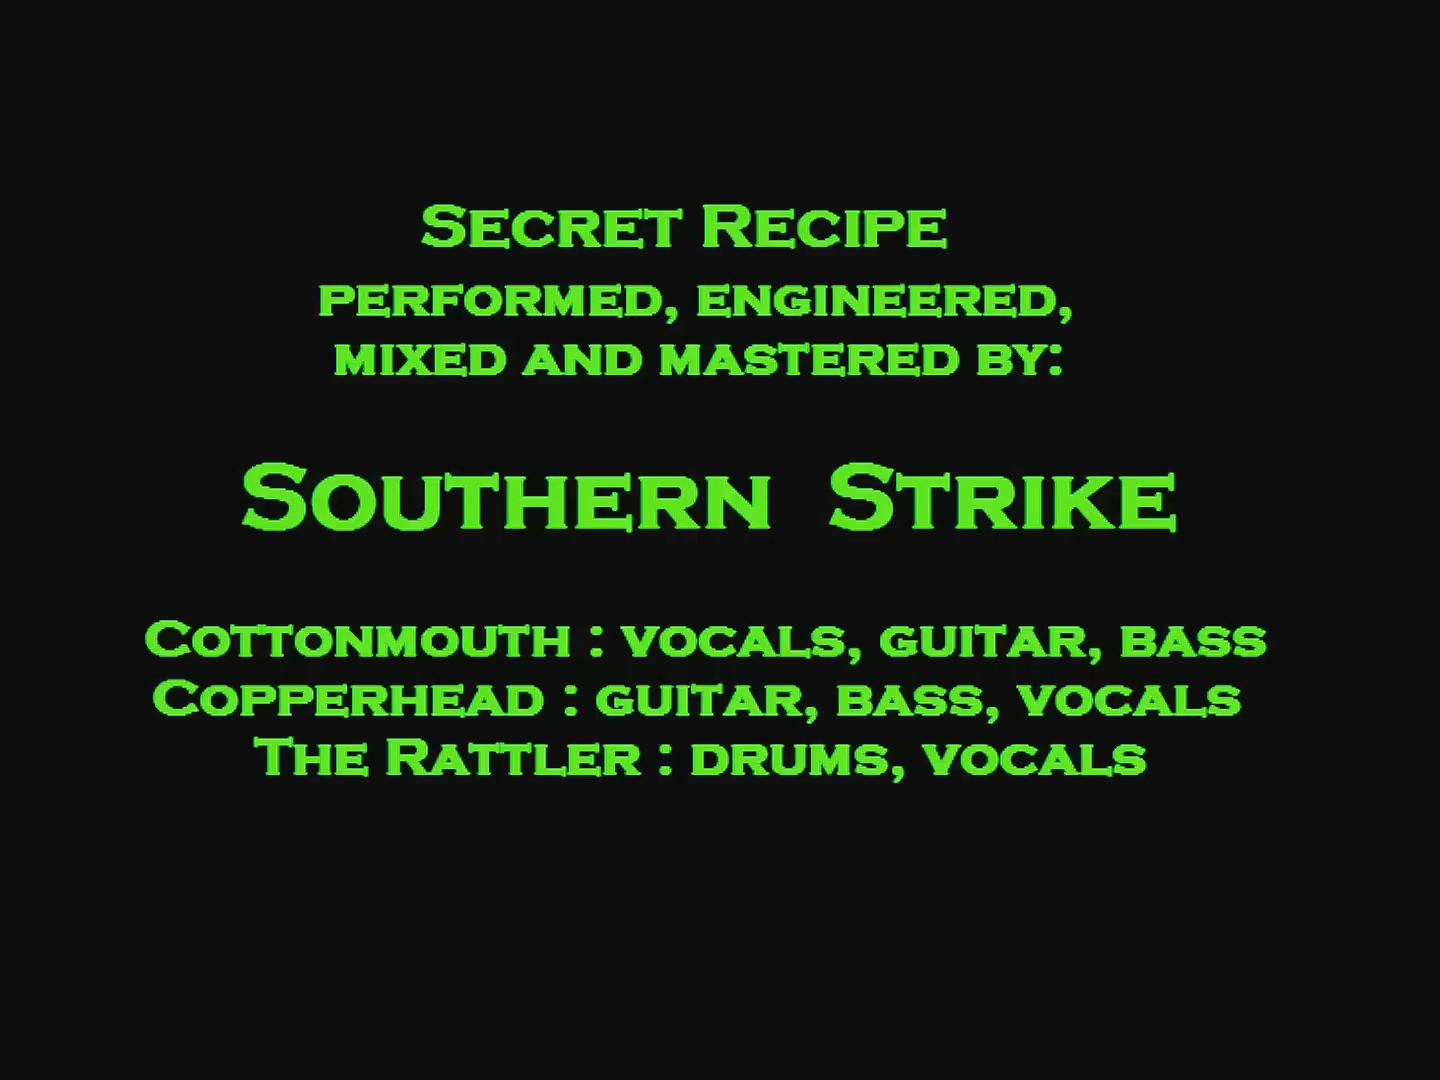 Secret Recipe
performed, engineered,
mixed and mastered by:
Southern Strike
Cottonmouth : vocals, guitar, bass
Copperhead : guitar, bass, vocals
The Rattler : drums, vocals